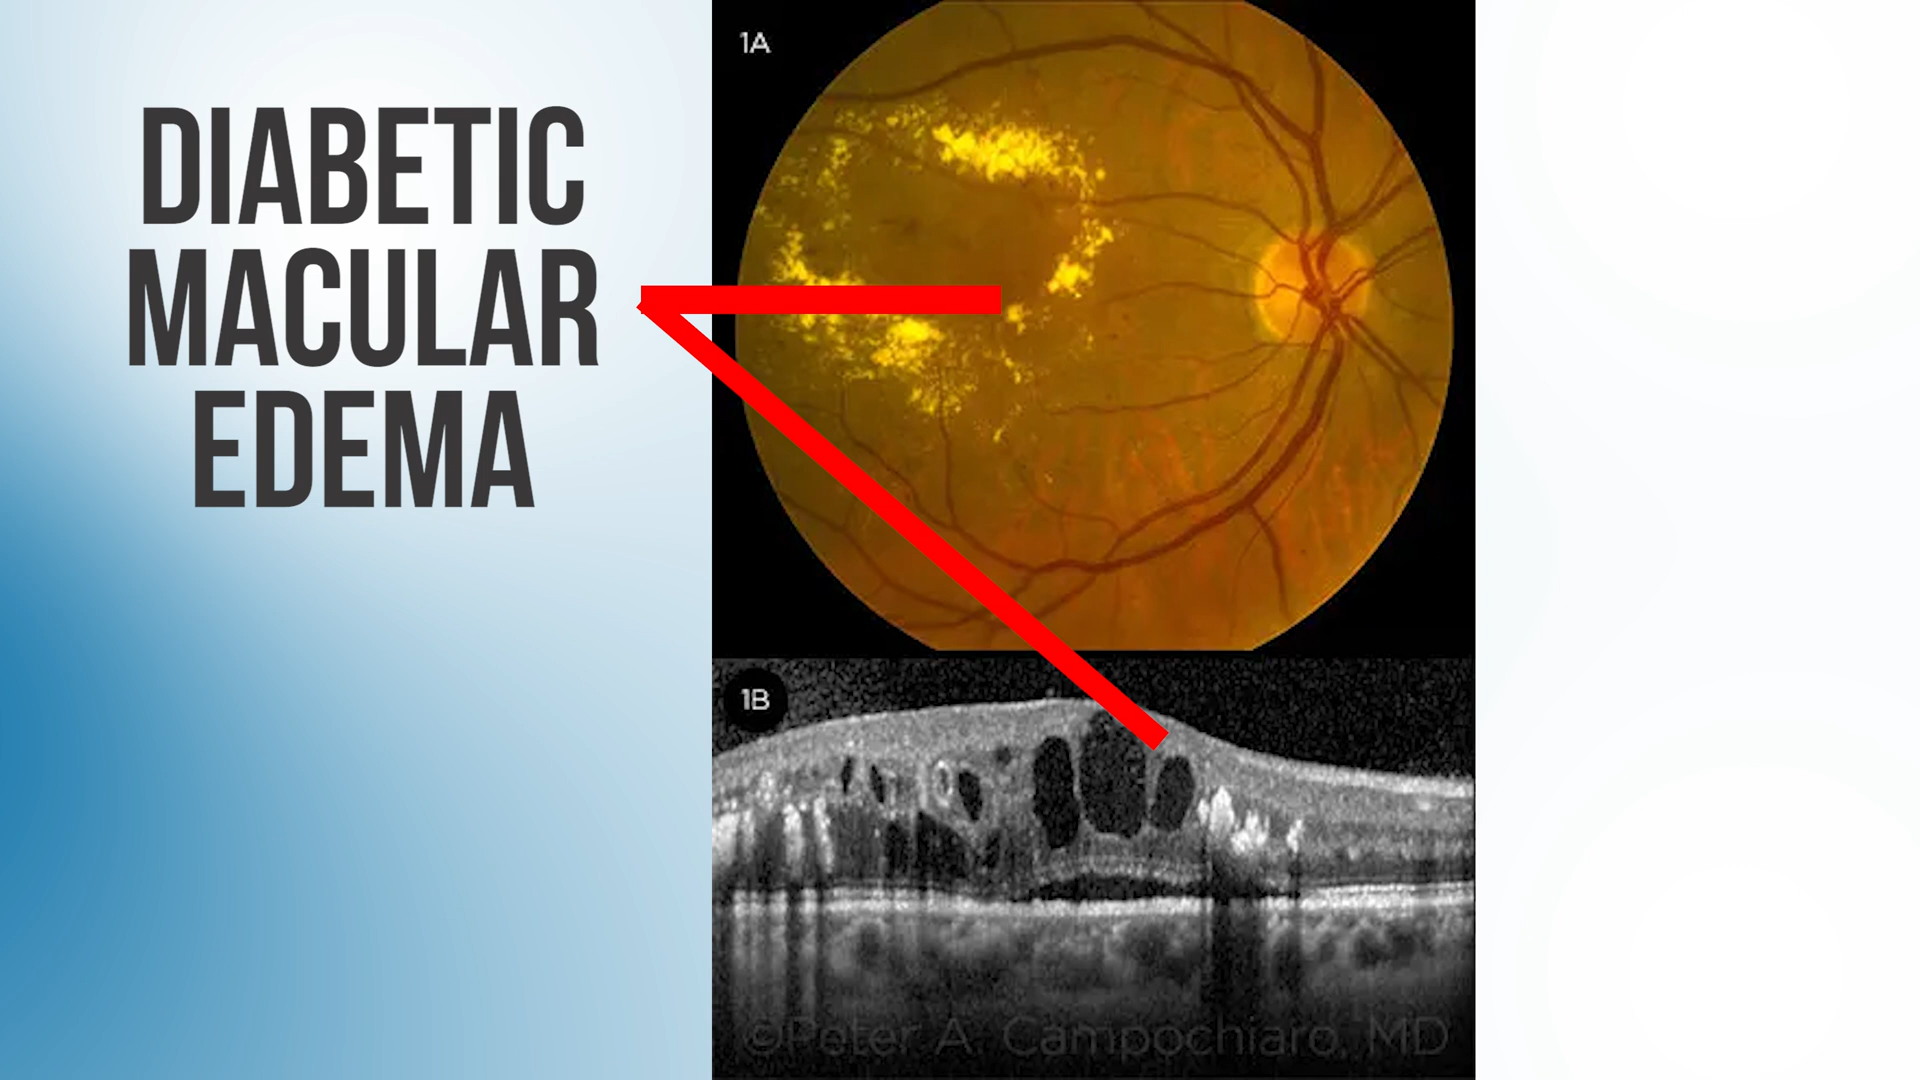 DIABETIC
MACULAR
EDEMA
1A
1B
©Peter A. Campochiaro, MD